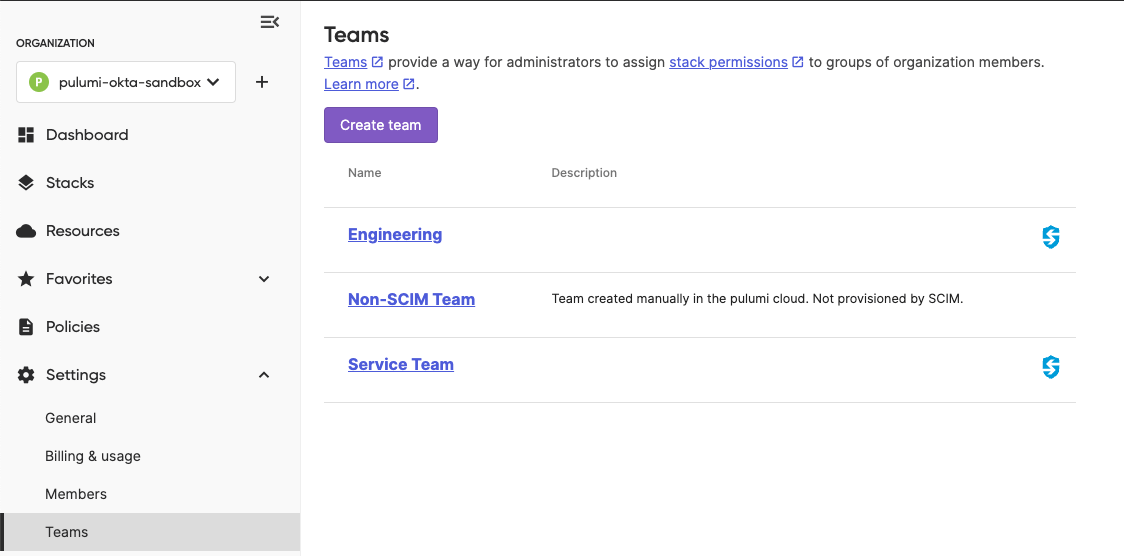 ORGANIZATION
P pulumi-okta-sandbox
Dashboard
Stacks
Resources
Favorites
Policies
Settings
General
Billing & usage
Members
Teams
Teams
Teams provide a way for administrators to assign stack permissions to groups of organization members.
Learn more.
Create team
Name Description
Engineering
Non-SCIM Team Team created manually in the pulumi cloud. Not provisioned by SCIM.
Service Team